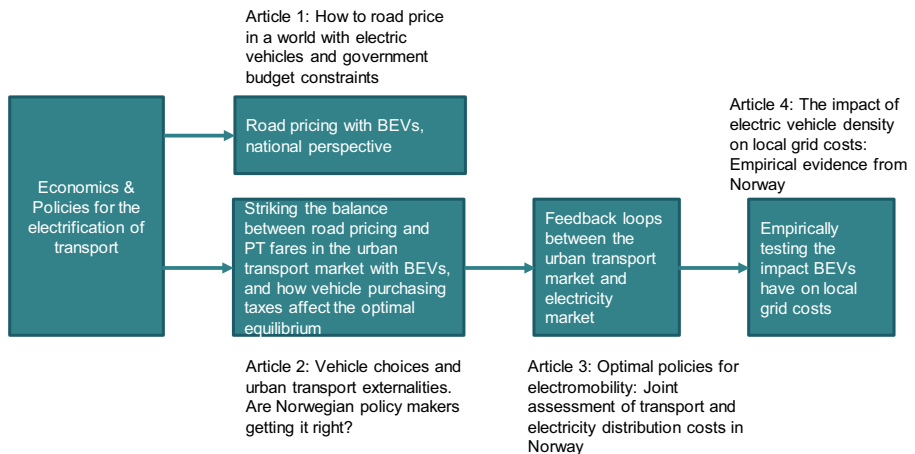 Article 1: How to road price
in a world with electric
vehicles and government
budget constraints
Economics &
Policies for the
electrification of
transport
Road pricing with BEVs,
national perspective
Striking the balance
between road pricing and
PT fares in the urban
transport market with BEVs,
and how vehicle purchasing
taxes affect the optimal
equilibrium
Article 2: Vehicle choices and
urban transport externalities.
Are Norwegian policy makers
getting it right?
Feedback loops
between the
urban transport
market and
electricity
market
Article 3: Optimal policies for
electromobility: Joint
assessment of transport and
electricity distribution costs in
Norway
Article 4: The impact of
electric vehicle density
on local grid costs:
Empirical evidence from
Norway
Empirically
testing the
impact BEVs
have on local
grid costs